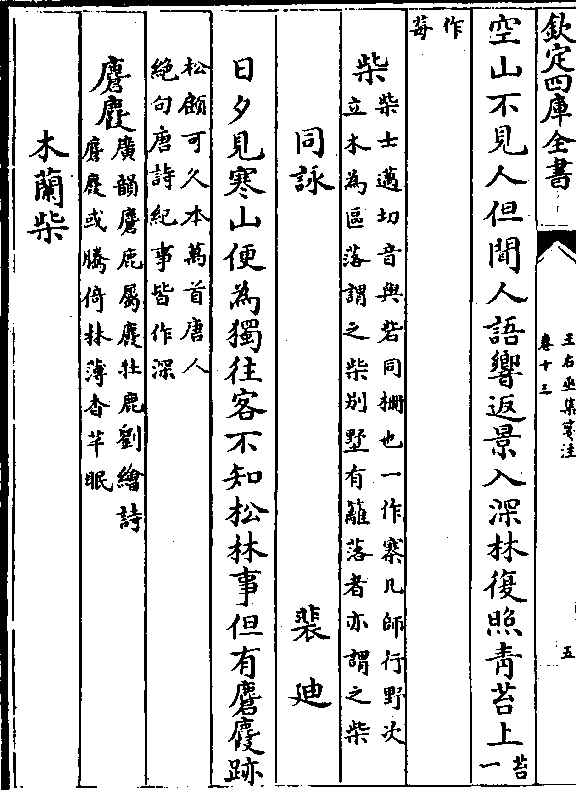 欽定四庫全書
王右丞集箋注
卷十三
五
空山不見人但聞人語響返景入深林復照青苔上苔一
作
莓
柴柴士邁切音與砦同柵也一作寨凡師行野次
立木為區落謂之柴别墅有籬落者亦謂之柴
同詠 裴迪
日夕見寒山便為獨往客不知松林事但有麏麚跡
松顧可久本萬首唐人
絶句唐詩紀事皆作深
麏麚廣韻麏鹿屬麚牡鹿劉繪詩
麏麚或騰倚林薄杳芊眠
木蘭柴